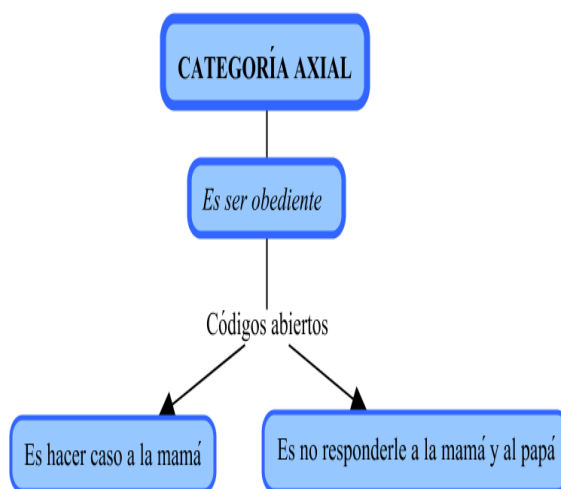 CATEGORÍA AXIAL
Es ser obediente
Códigos abiertos
Es hacer caso a la mamá
Es no responderle a la mamá y al papá